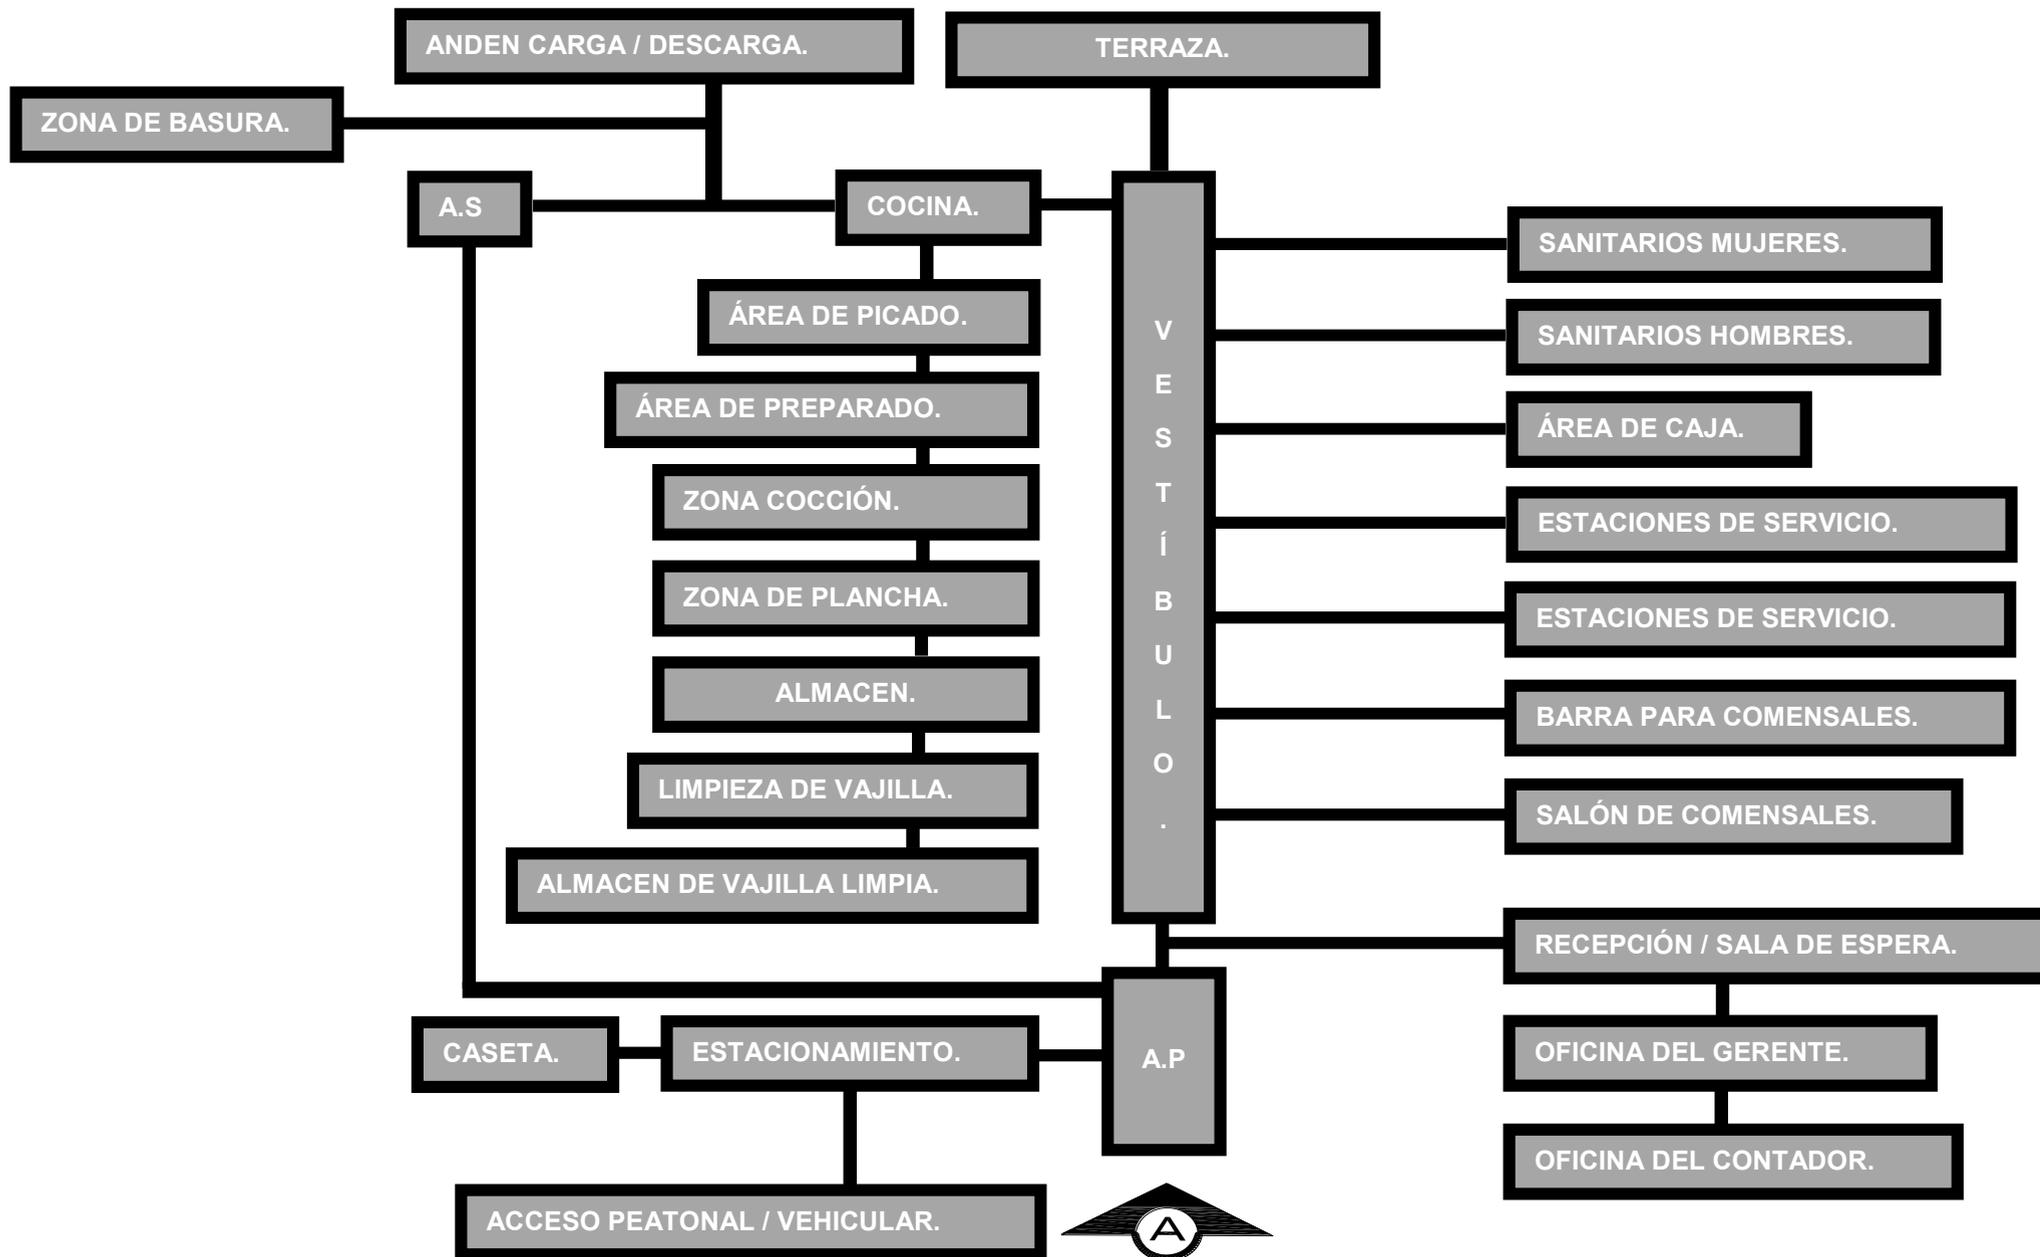 ANDEN CARGA / DESCARGA.
TERRAZA.
ZONA DE BASURA.
A.S
COCINA.
VESTÍBULO.
SANITARIOS MUJERES.
ÁREA DE PICADO.
SANITARIOS HOMBRES.
ÁREA DE PREPARADO.
ÁREA DE CAJA.
ZONA COCCIÓN.
ESTACIONES DE SERVICIO.
ZONA DE PLANCHA.
ESTACIONES DE SERVICIO.
ALMACEN.
BARRA PARA COMENSALES.
LIMPIEZA DE VAJILLA.
SALÓN DE COMENSALES.
ALMACEN DE VAJILLA LIMPIA.
RECEPCIÓN / SALA DE ESPERA.
CASETA.
ESTACIONAMIENTO.
A.P
OFICINA DEL GERENTE.
OFICINA DEL CONTADOR.
ACCESO PEATONAL / VEHICULAR.
A